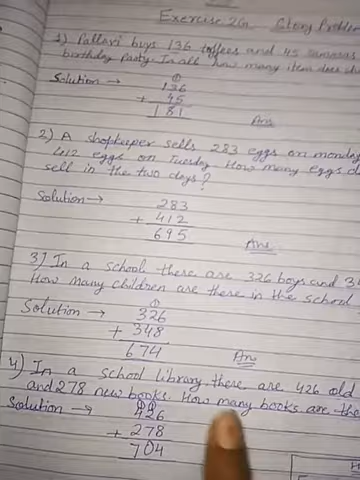 Exercise 2G Story Problem
1) Pallavi buys 136 toffees and 45 samosas
birthday party. In all how many item does sh
Solution → 1
136
+ 45
181
Ans
2) A shopkeeper sells 283 eggs on monday
412 eggs on Tuesday. How many eggs d
sell in the two days?
Solution → 283
+ 412
695
Ans
3) In a school there are 326 boys and 3
How many children are there in the school
Solution → 1
326
+ 348
674
Ans
4) In a school library there are 426 old
and 278 new books. How many books are the
Solution → 426
+ 278
704